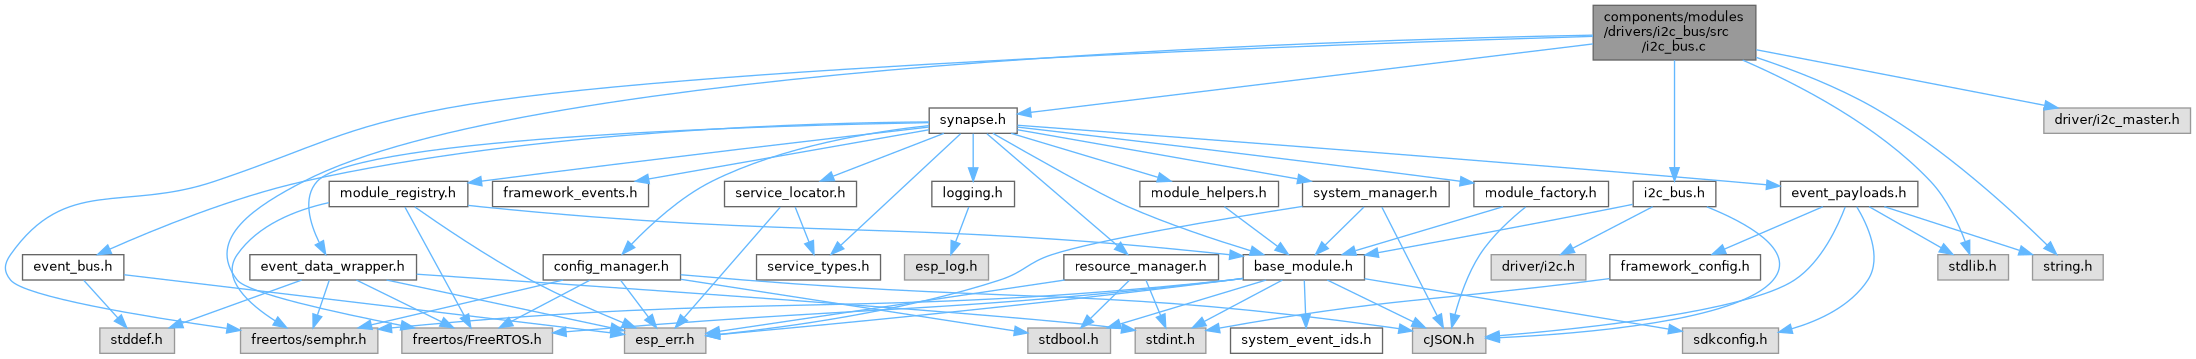 components/modules
/drivers/i2c_bus/src
/i2c_bus.c
synapse.h
driver/i2c_master.h
module_registry.h
framework_events.h
service_locator.h
logging.h
module_helpers.h
system_manager.h
module_factory.h
i2c_bus.h
event_payloads.h
event_bus.h
event_data_wrapper.h
config_manager.h
service_types.h
esp_log.h
resource_manager.h
base_module.h
driver/i2c.h
framework_config.h
stdlib.h
string.h
stddef.h
freertos/semphr.h
freertos/FreeRTOS.h
esp_err.h
stdbool.h
stdint.h
system_event_ids.h
cJSON.h
sdkconfig.h